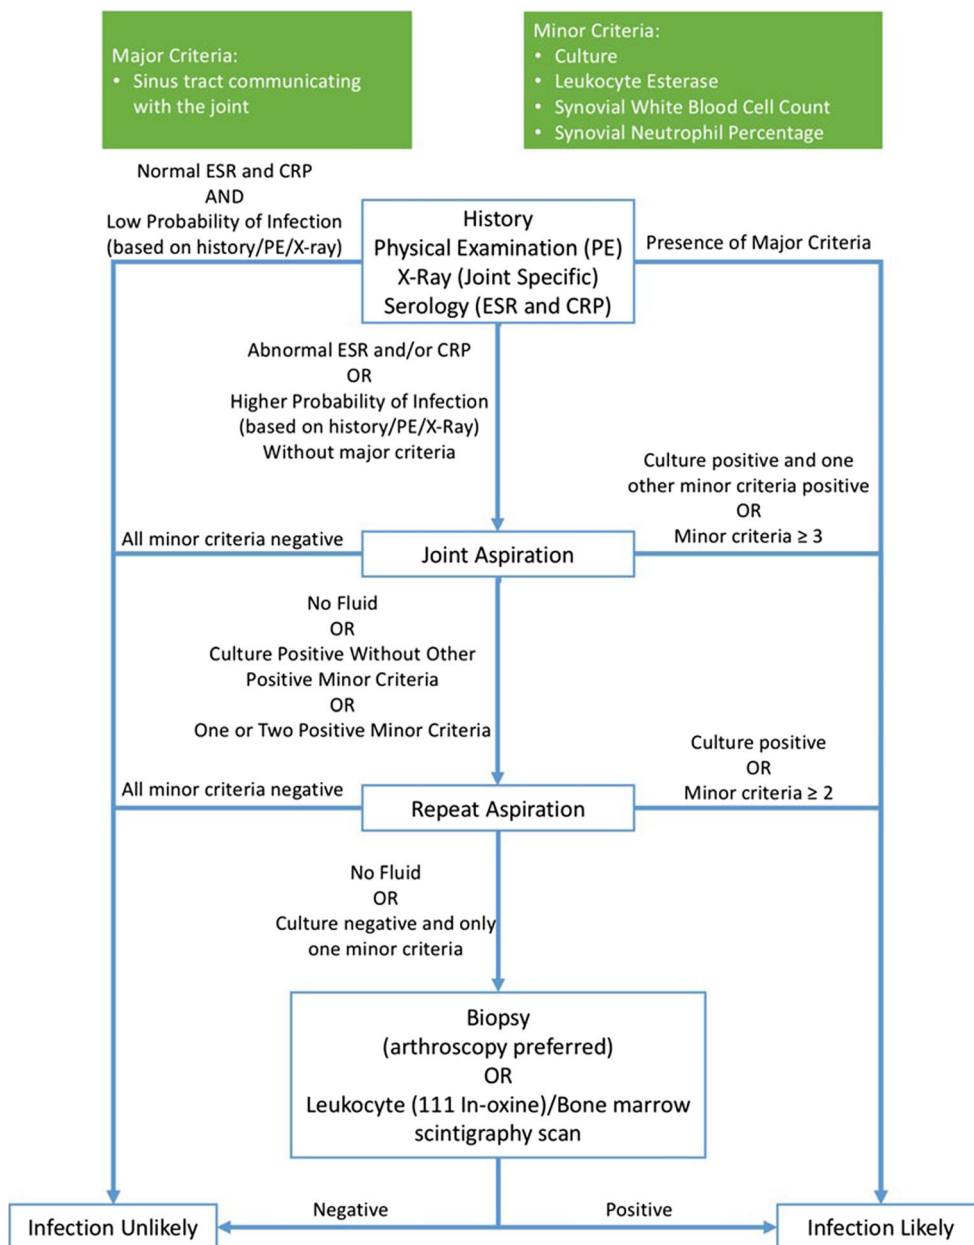 Major Criteria:
• Sinus tract communicating
with the joint
Minor Criteria:
• Culture
• Leukocyte Esterase
• Synovial White Blood Cell Count
• Synovial Neutrophil Percentage
Normal ESR and CRP
AND
Low Probability of Infection
(based on history/PE/X-ray)
History
Physical Examination (PE)
X-Ray (Joint Specific)
Serology (ESR and CRP)
Presence of Major Criteria
Abnormal ESR and/or CRP
OR
Higher Probability of Infection
(based on history/PE/X-Ray)
Without major criteria
Culture positive and one
other minor criteria positive
OR
Minor criteria ≥ 3
All minor criteria negative
Joint Aspiration
No Fluid
OR
Culture Positive Without Other
Positive Minor Criteria
OR
One or Two Positive Minor Criteria
Culture positive
OR
Minor criteria ≥ 2
All minor criteria negative
Repeat Aspiration
No Fluid
OR
Culture negative and only
one minor criteria
Biopsy
(arthroscopy preferred)
OR
Leukocyte (111 In-oxine)/Bone marrow
scintigraphy scan
Negative
Positive
Infection Unlikely
Infection Likely